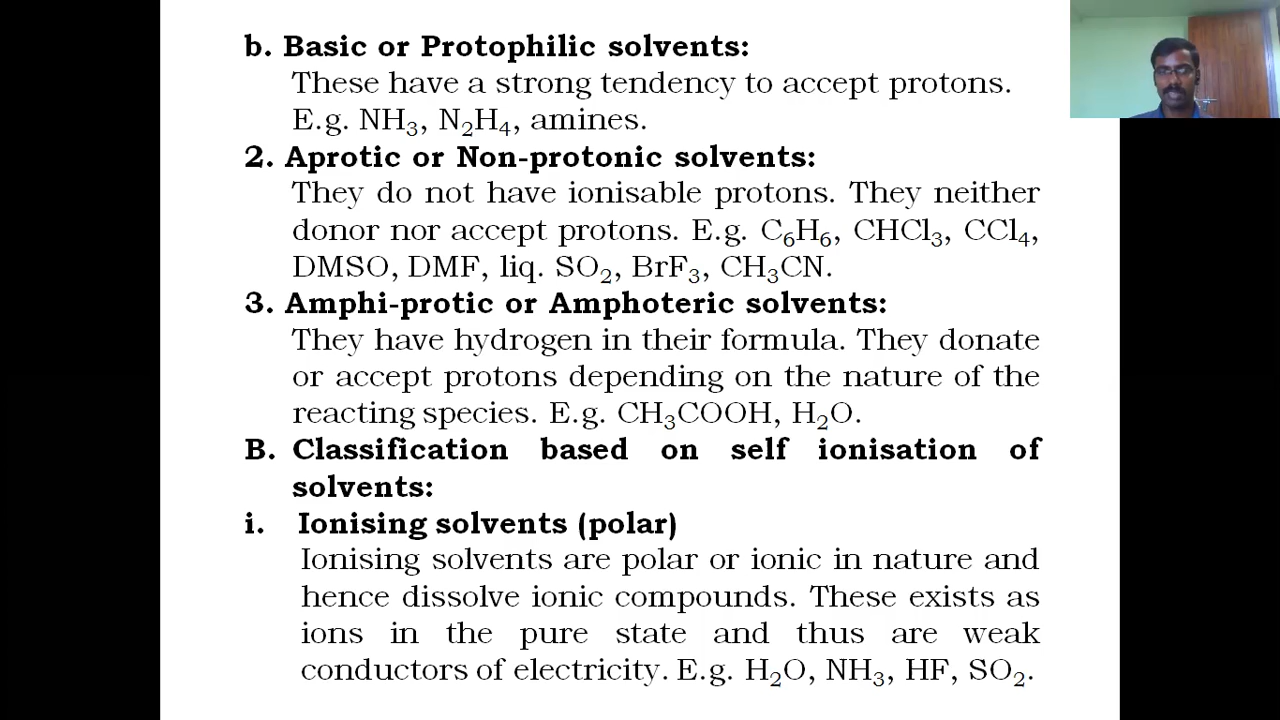 b. Basic or Protophilic solvents:
These have a strong tendency to accept protons.
E.g. NH₃, N₂H₄, amines.
2. Aprotic or Non-protonic solvents:
They do not have ionisable protons. They neither
donor nor accept protons. E.g. C₆H₆, CHCl₃, CCl₄,
DMSO, DMF, liq. SO₂, BrF₃, CH₃CN.
3. Amphi-protic or Amphoteric solvents:
They have hydrogen in their formula. They donate
or accept protons depending on the nature of the
reacting species. E.g. CH₃COOH, H₂O.
B. Classification based on self ionisation of
solvents:
i. Ionising solvents (polar)
Ionising solvents are polar or ionic in nature and
hence dissolve ionic compounds. These exists as
ions in the pure state and thus are weak
conductors of electricity. E.g. H₂O, NH₃, HF, SO₂.